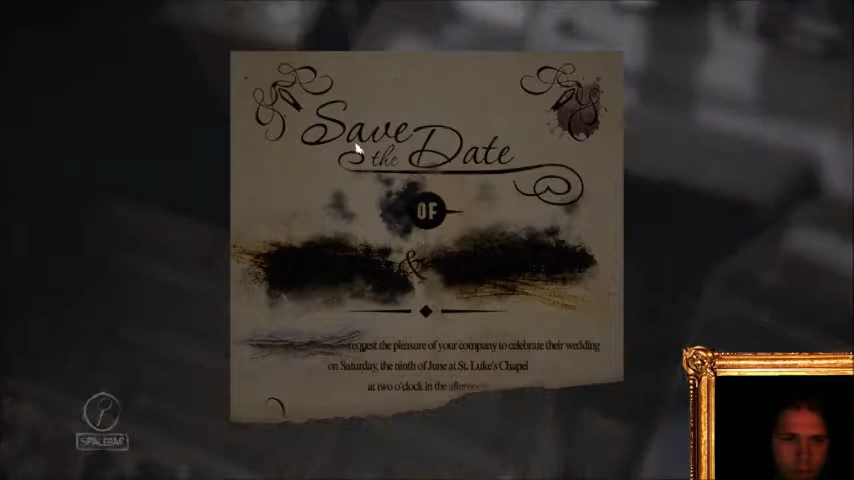 Save
the Date
OF
&
request the pleasure of your company to celebrate their wedding
on Saturday, the ninth of June at St. Luke's Chapel
at two o'clock in the afternoon
SPACEBAR